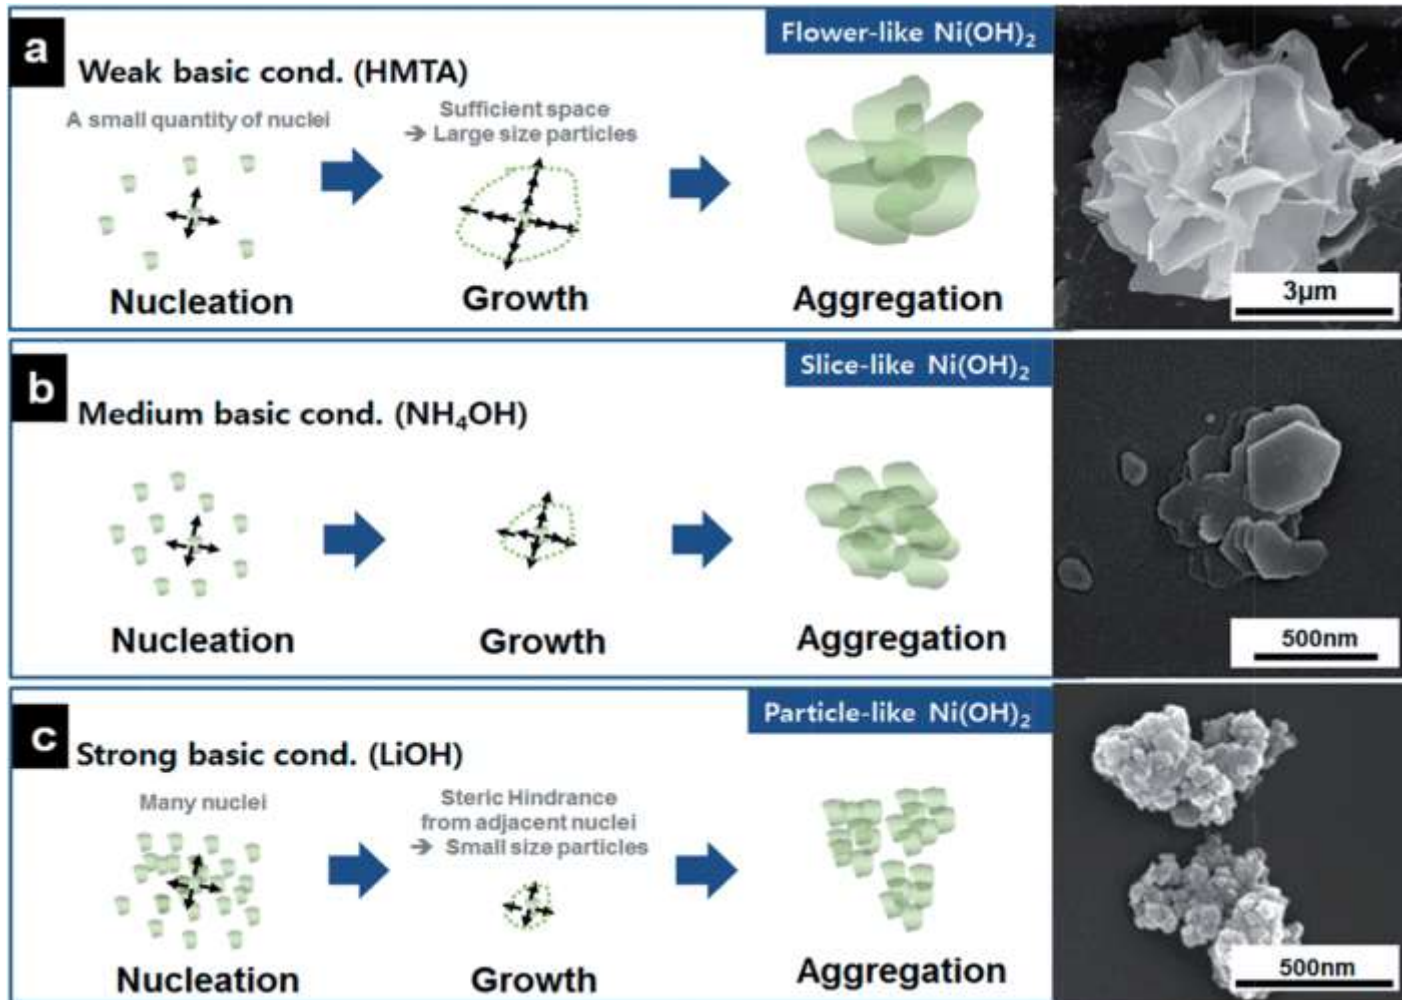 a
Flower-like Ni(OH)₂
Weak basic cond. (HMTA)
A small quantity of nuclei
Sufficient space
➔ Large size particles
Nucleation
Growth
Aggregation
3μm
b
Slice-like Ni(OH)₂
Medium basic cond. (NH₄OH)
Nucleation
Growth
Aggregation
500nm
c
Particle-like Ni(OH)₂
Strong basic cond. (LiOH)
Many nuclei
Steric Hindrance
from adjacent nuclei
➔ Small size particles
Nucleation
Growth
Aggregation
500nm